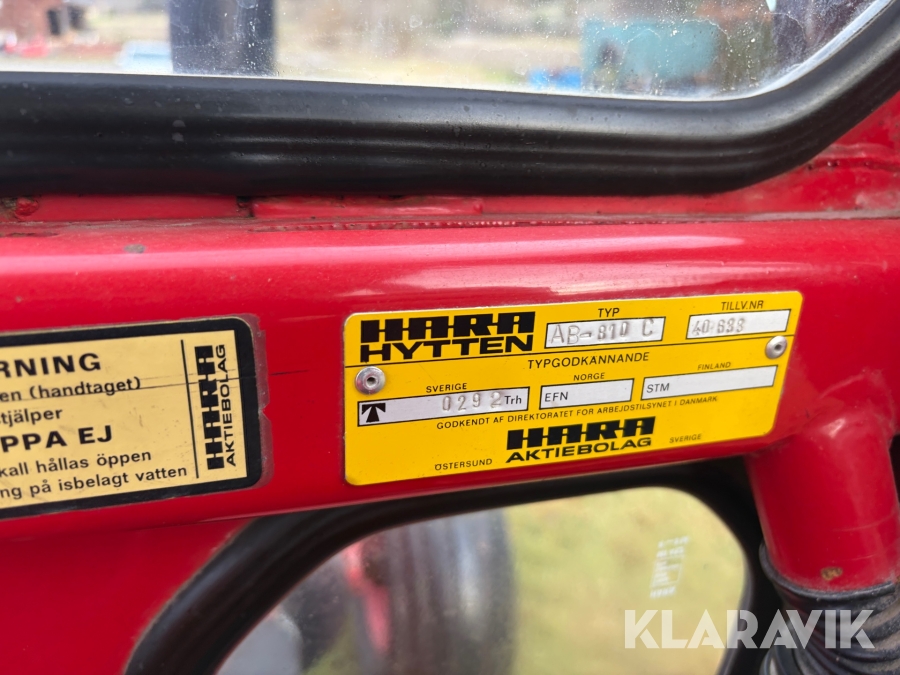 RNING
en (handtaget)
stjälper
PPA EJ
kall hållas öppen
ng på isbelagt vatten
HARA
AKTIEBOLAG
HARA
HYTTEN
TYP
AB-810 C
TILLV.NR
40 633
TYPGODKÄNNANDE
SVERIGE
0292 Trh
NORGE
EFN
FINLAND
STM
GODKENDT AF DIREKTORATET FOR ARBEJDSTILSYNET I DANMARK
HARA
AKTIEBOLAG
ÖSTERSUND
SVERIGE
KLARAVIK